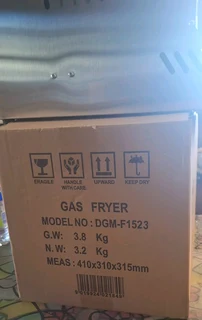 FRAGILE HANDLE WITH CARE UPWARD KEEP DRY
GAS FRYER
MODEL NO : DGM-F1523
G.W: 3.8 Kg
N.W: 3.2 Kg
MEAS : 410x310x315mm